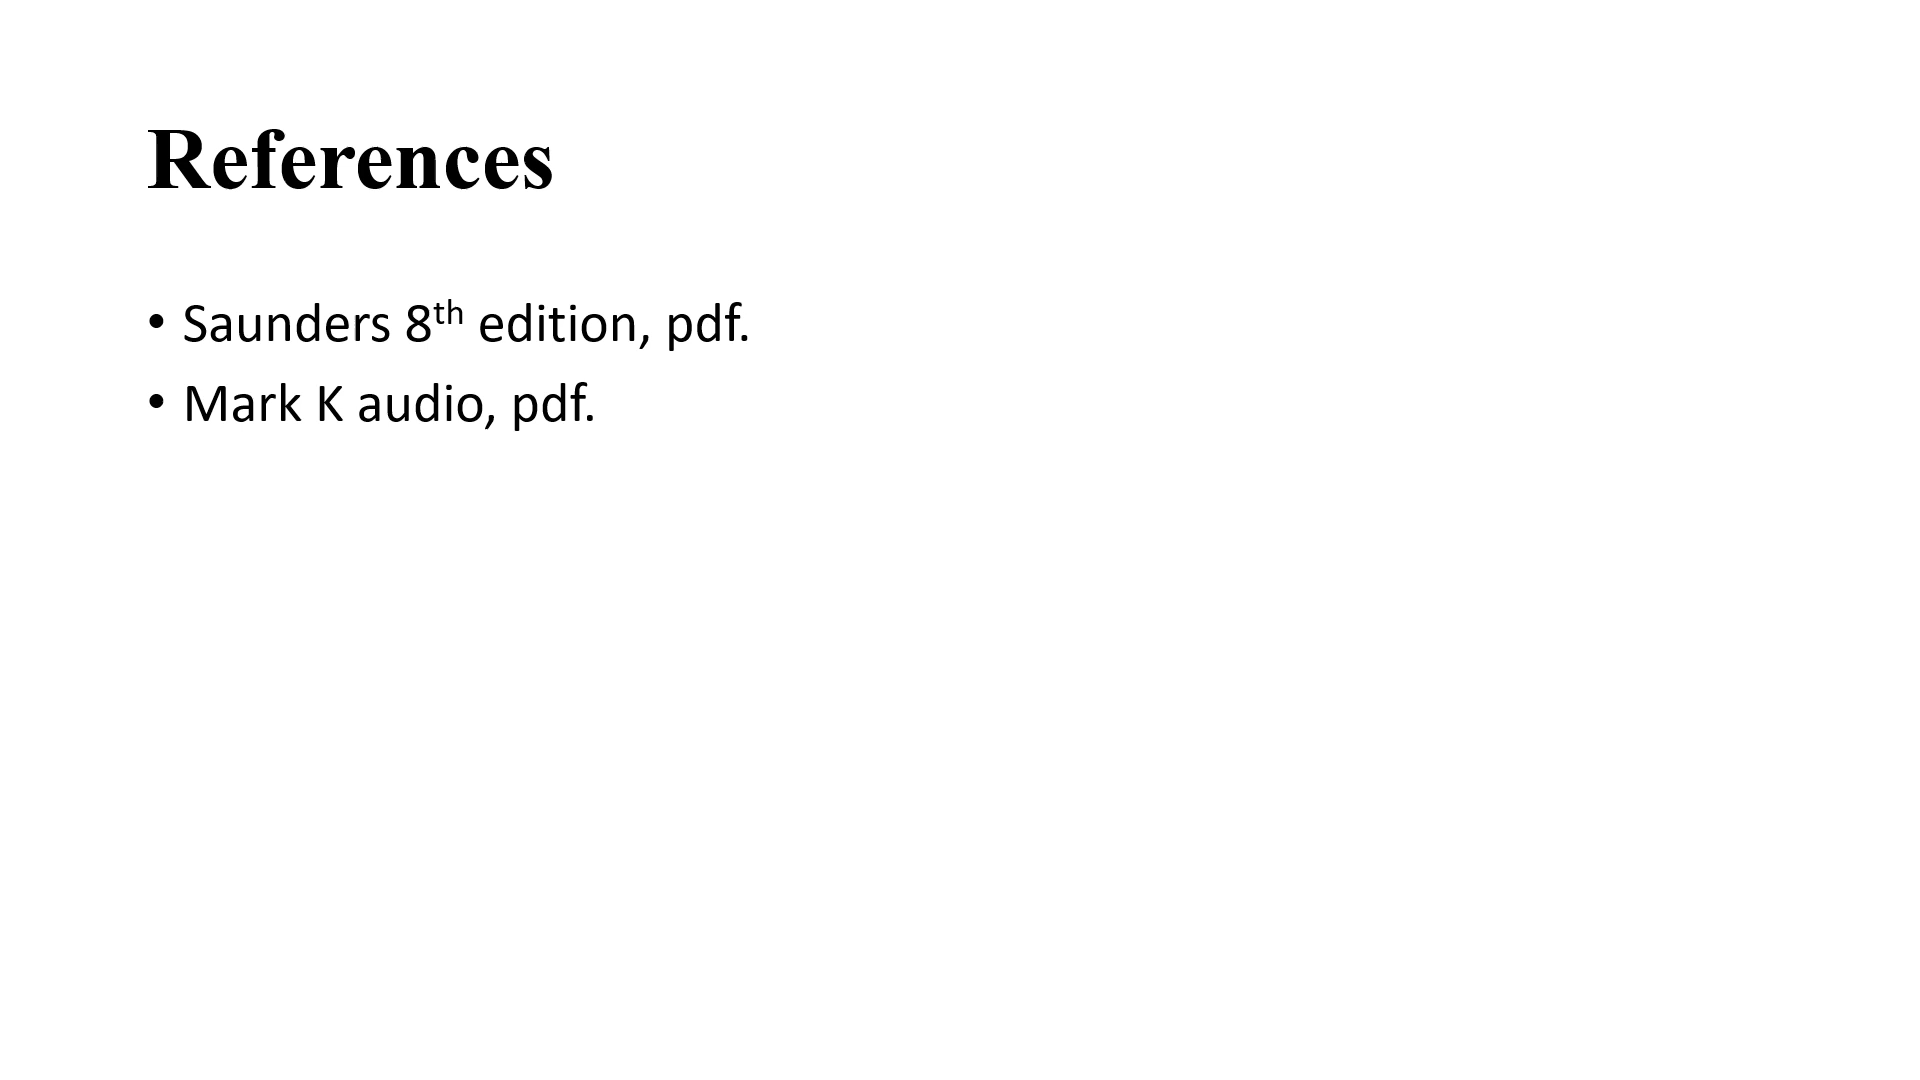 References
• Saunders 8th edition, pdf.
• Mark K audio, pdf.